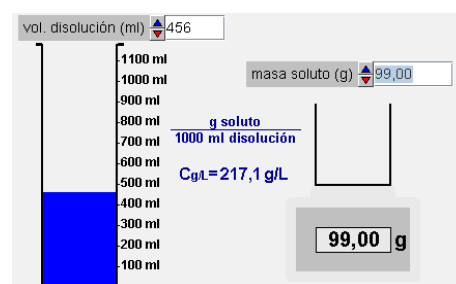 vol. disolución (ml) 456
1100 ml
1000 ml
masa soluto (g) 99,00
900 ml
800 ml
g soluto
1000 ml disolución
700 ml
600 ml
Cg/L=217,1 g/L
500 ml
400 ml
300 ml
200 ml
99,00 g
100 ml